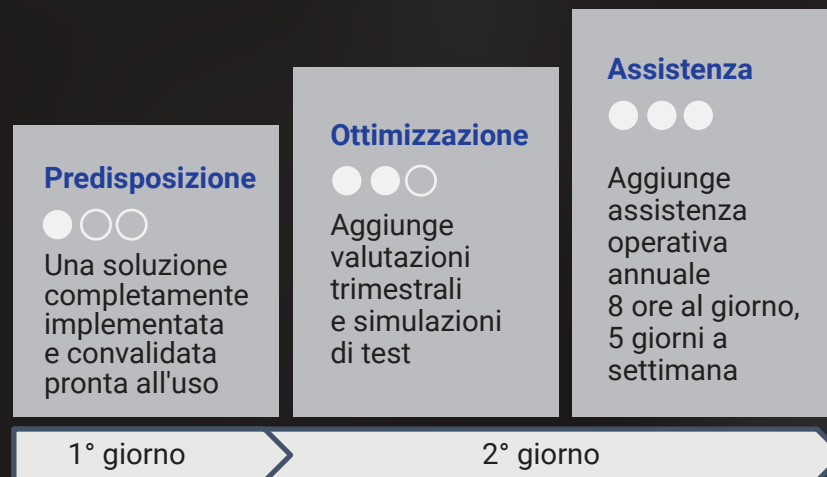 Predisposizione
Una soluzione
completamente
implementata
e convalidata
pronta all'uso
Ottimizzazione
Aggiunge
valutazioni
trimestrali
e simulazioni
di test
Assistenza
Aggiunge
assistenza
operativa
annuale
8 ore al giorno,
5 giorni a
settimana
1° giorno
2° giorno